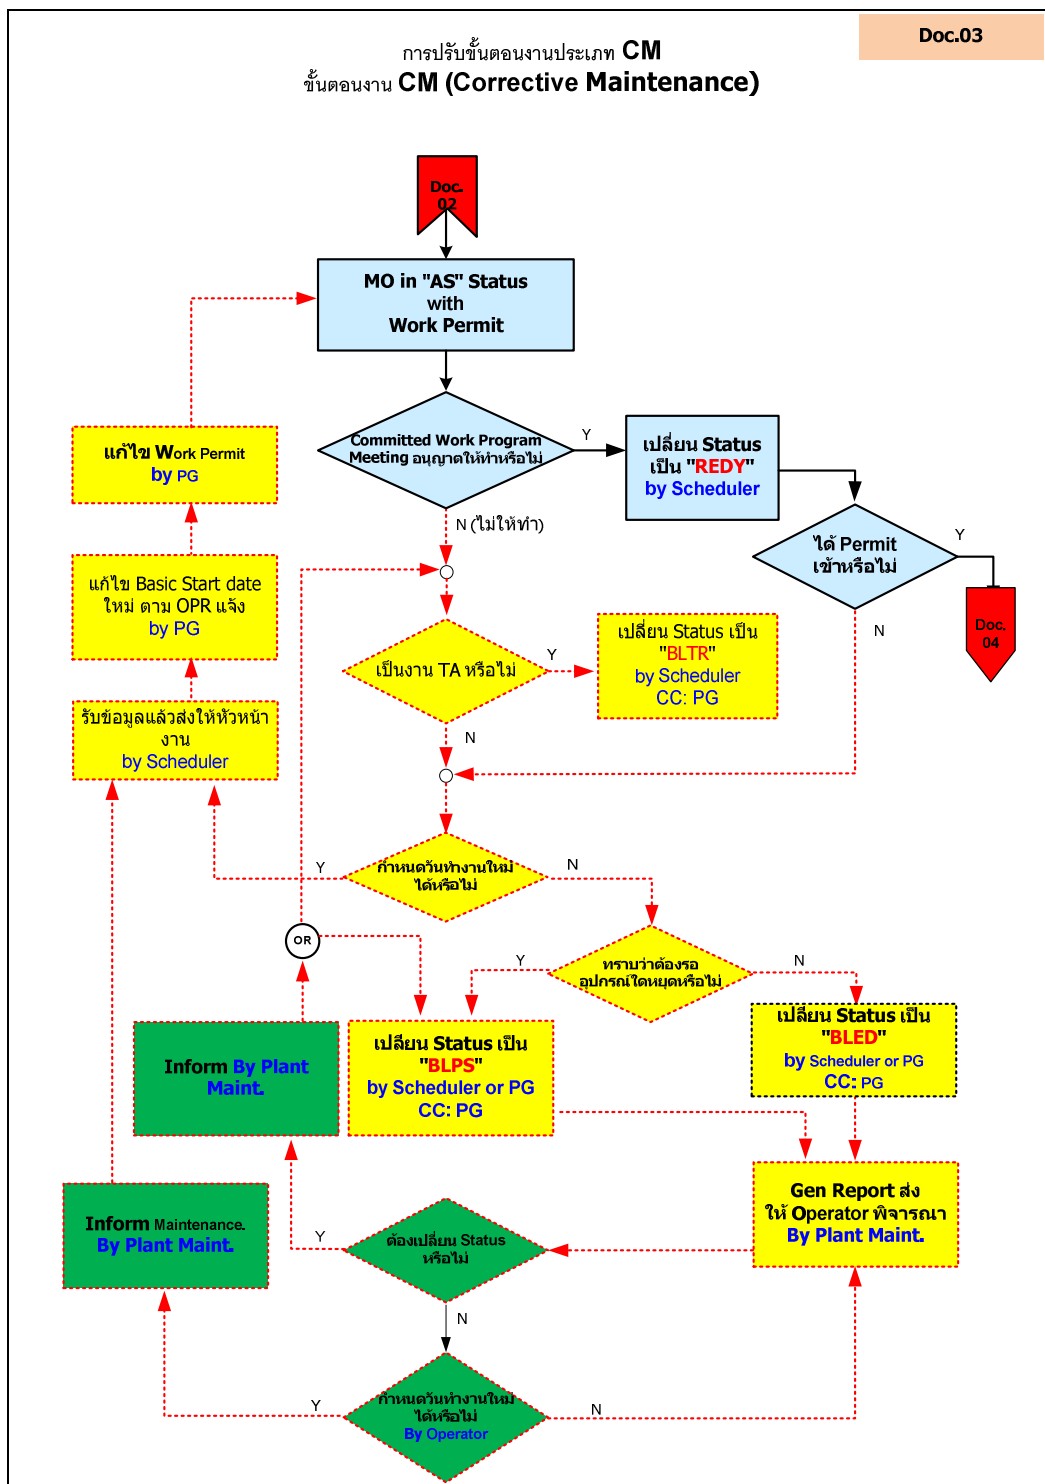 Doc.03
การปรับขั้นตอนงานประเภท CM
ขั้นตอนงาน CM (Corrective Maintenance)
Doc.
02
MO in "AS" Status
with
Work Permit
Committed Work Program
Meeting อนุญาตให้ทำหรือไม่
Y
เปลี่ยน Status
เป็น "REDY"
by Scheduler
แก้ไข Work Permit
by PG
N (ไม่ให้ทำ)
ได้ Permit
เข้าหรือไม่
Y
N
Doc.
04
แก้ไข Basic Start date
ใหม่ ตาม OPR แจ้ง
by PG
เป็นงาน TA หรือไม่
Y
เปลี่ยน Status เป็น
"BLTR"
by Scheduler
CC: PG
N
รับข้อมูลแล้วส่งให้หัวหน้า
งาน
by Scheduler
กำหนดวันทำงานใหม่
ได้หรือไม่
Y
N
OR
ทราบว่าต้องรอ
อุปกรณ์ใดหยุดหรือไม่
Y
N
Inform By Plant
Maint.
เปลี่ยน Status เป็น
"BLPS"
by Scheduler or PG
CC: PG
เปลี่ยน Status เป็น
"BLED"
by Scheduler or PG
CC: PG
Gen Report ส่ง
ให้ Operator พิจารณา
By Plant Maint.
Inform Maintenance.
By Plant Maint.
Y
ต้องเปลี่ยน Status
หรือไม่
N
กำหนดวันทำงานใหม่
ได้หรือไม่
By Operator
Y
N